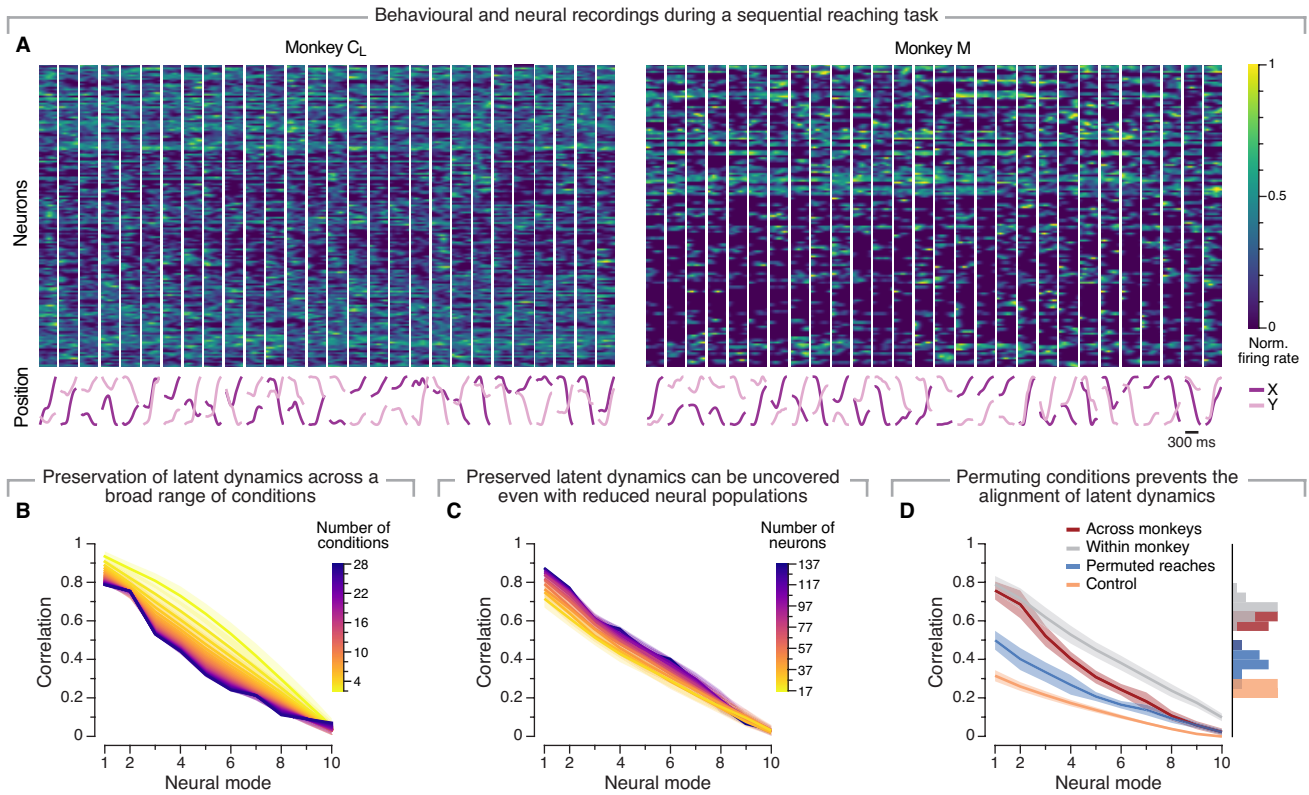 Behavioural and neural recordings during a sequential reaching task
A
Monkey CL
Monkey M
Neurons
1
0.5
0
Norm.
firing rate
Position
X
Y
300 ms
Preservation of latent dynamics across a
broad range of conditions
B
Number of
conditions
28
22
16
10
4
Correlation
1
0.8
0.6
0.4
0.2
0
1 2 4 6 8 10
Neural mode
Preserved latent dynamics can be uncovered
even with reduced neural populations
C
Number of
neurons
137
117
97
77
57
37
17
Correlation
1
0.8
0.6
0.4
0.2
0
1 2 4 6 8 10
Neural mode
Permuting conditions prevents the
alignment of latent dynamics
D
Across monkeys
Within monkey
Permuted reaches
Control
Correlation
1
0.8
0.6
0.4
0.2
0
1 2 4 6 8 10
Neural mode